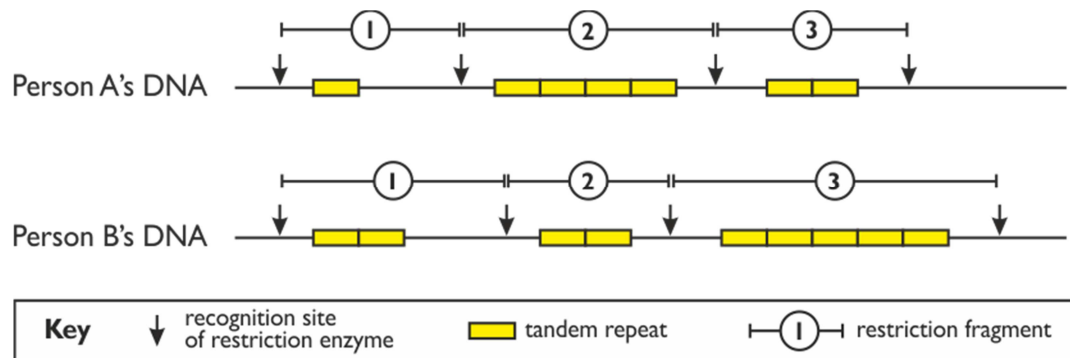 1 2 3
Person A's DNA
1 2 3
Person B's DNA
Key
recognition site
of restriction enzyme
tandem repeat
1
restriction fragment